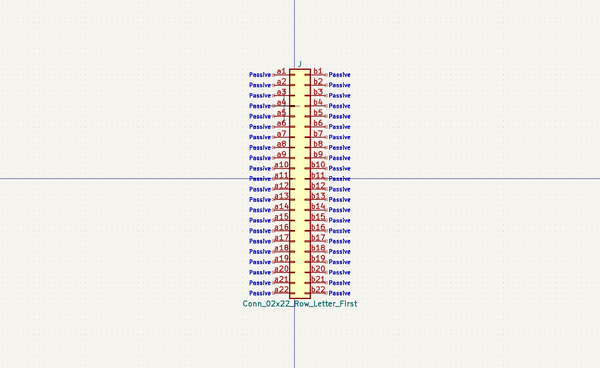 J
Passive a1 b1 Passive
Passive a2 b2 Passive
Passive a3 b3 Passive
Passive a4 b4 Passive
Passive a5 b5 Passive
Passive a6 b6 Passive
Passive a7 b7 Passive
Passive a8 b8 Passive
Passive a9 b9 Passive
Passive a10 b10 Passive
Passive a11 b11 Passive
Passive a12 b12 Passive
Passive a13 b13 Passive
Passive a14 b14 Passive
Passive a15 b15 Passive
Passive a16 b16 Passive
Passive a17 b17 Passive
Passive a18 b18 Passive
Passive a19 b19 Passive
Passive a20 b20 Passive
Passive a21 b21 Passive
Passive a22 b22 Passive
Conn_02x22_Row_Letter_First